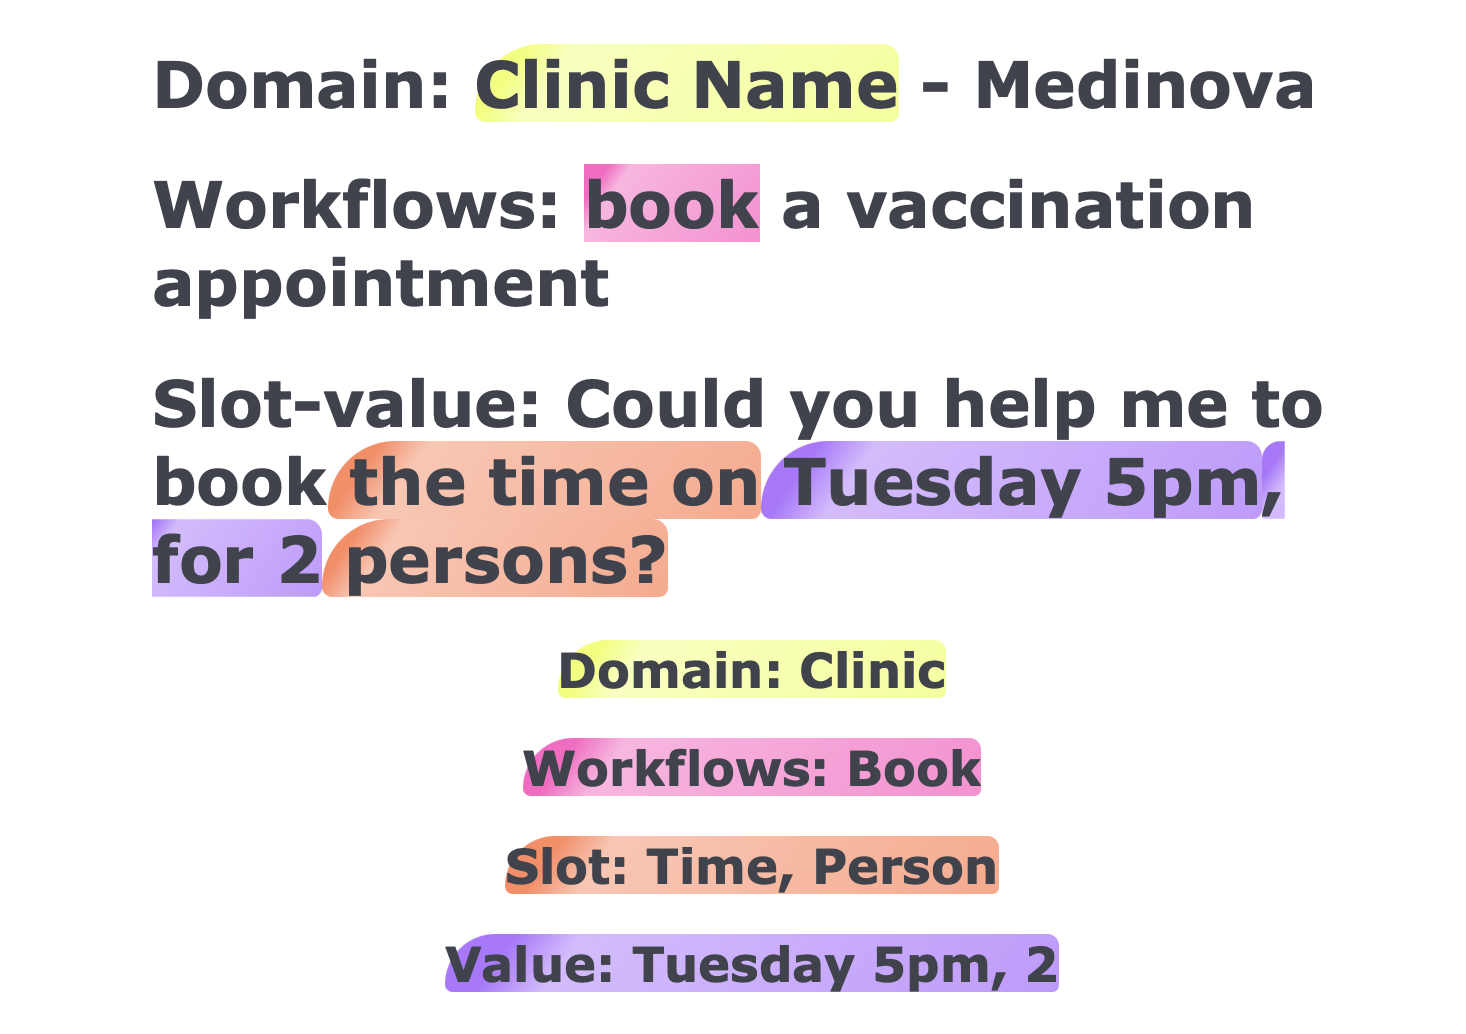 Domain: Clinic Name - Medinova
Workflows: book a vaccination
appointment
Slot-value: Could you help me to
book the time on Tuesday 5pm,
for 2 persons?
Domain: Clinic
Workflows: Book
Slot: Time, Person
Value: Tuesday 5pm, 2